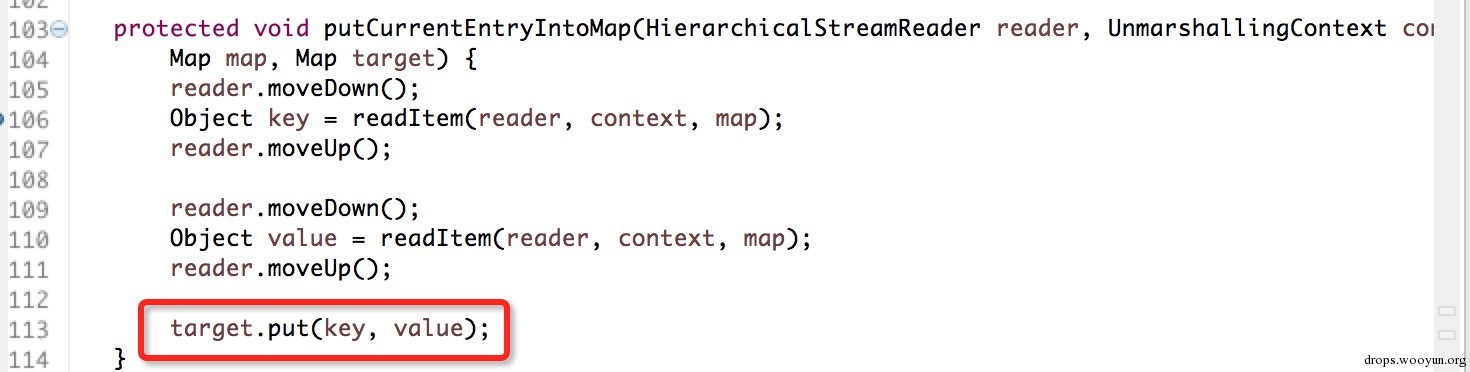 102
103 protected void putCurrentEntryIntoMap(HierarchicalStreamReader reader, UnmarshallingContext con
104 Map map, Map target) {
105 reader.moveDown();
106 Object key = readItem(reader, context, map);
107 reader.moveUp();
108
109 reader.moveDown();
110 Object value = readItem(reader, context, map);
111 reader.moveUp();
112
113 target.put(key, value);
114 }
drops.wooyun.org